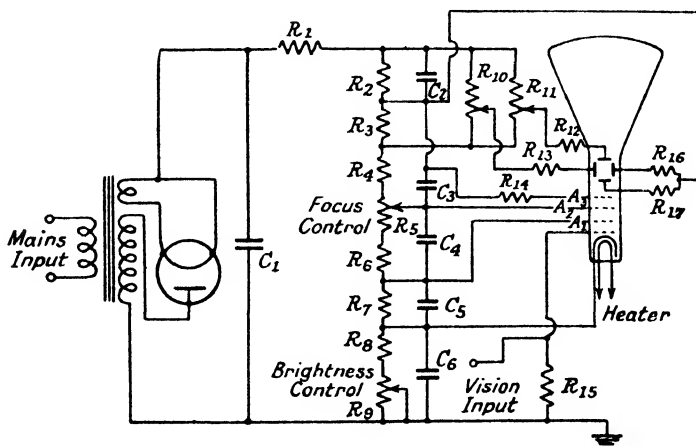 R1
R2
C2
R10
R11
R3
R12
R13
R16
R4
C3
R14
A3
R17
Focus
Control
R5
A2
A1
Mains
Input
C1
C4
R6
R7
C5
Heater
R8
C6
Brightness
Control
R9
Vision
Input
R15